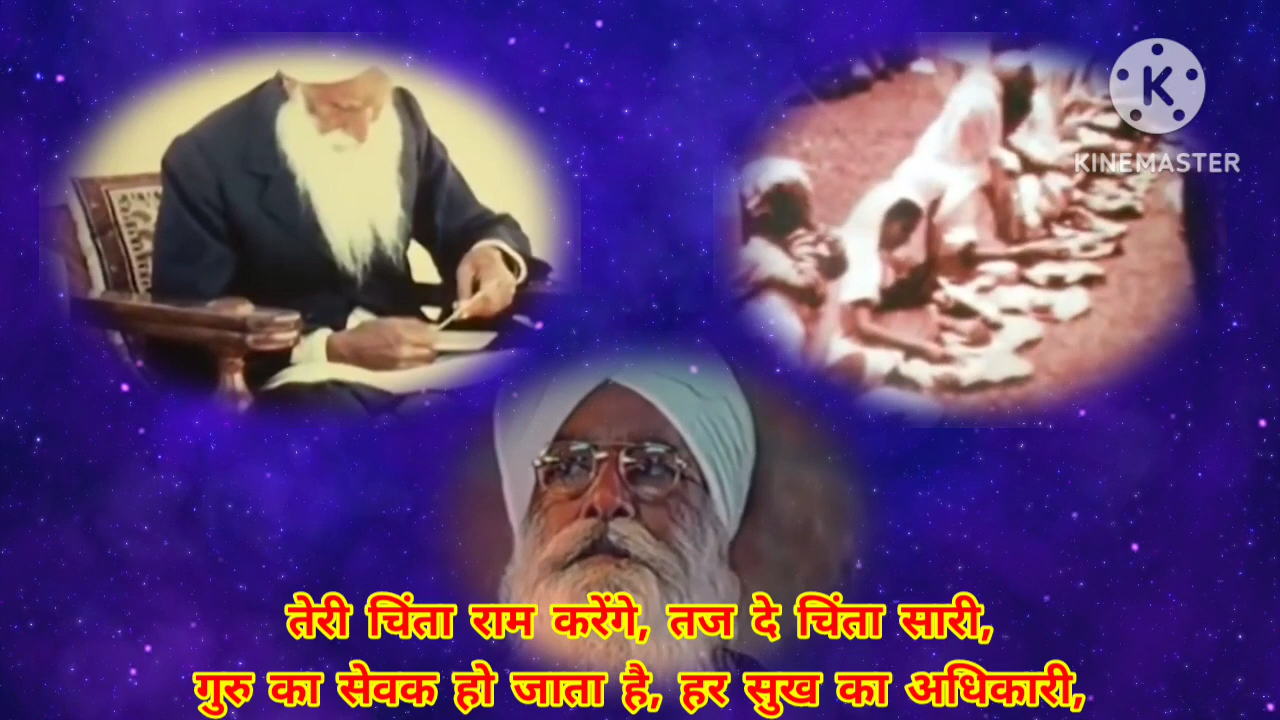 K
KINEMASTER
तेरी चिंता राम करेंगे, तज दे चिंता सारी,
गुरु का सेवक हो जाता है, हर सुख का अधिकारी,